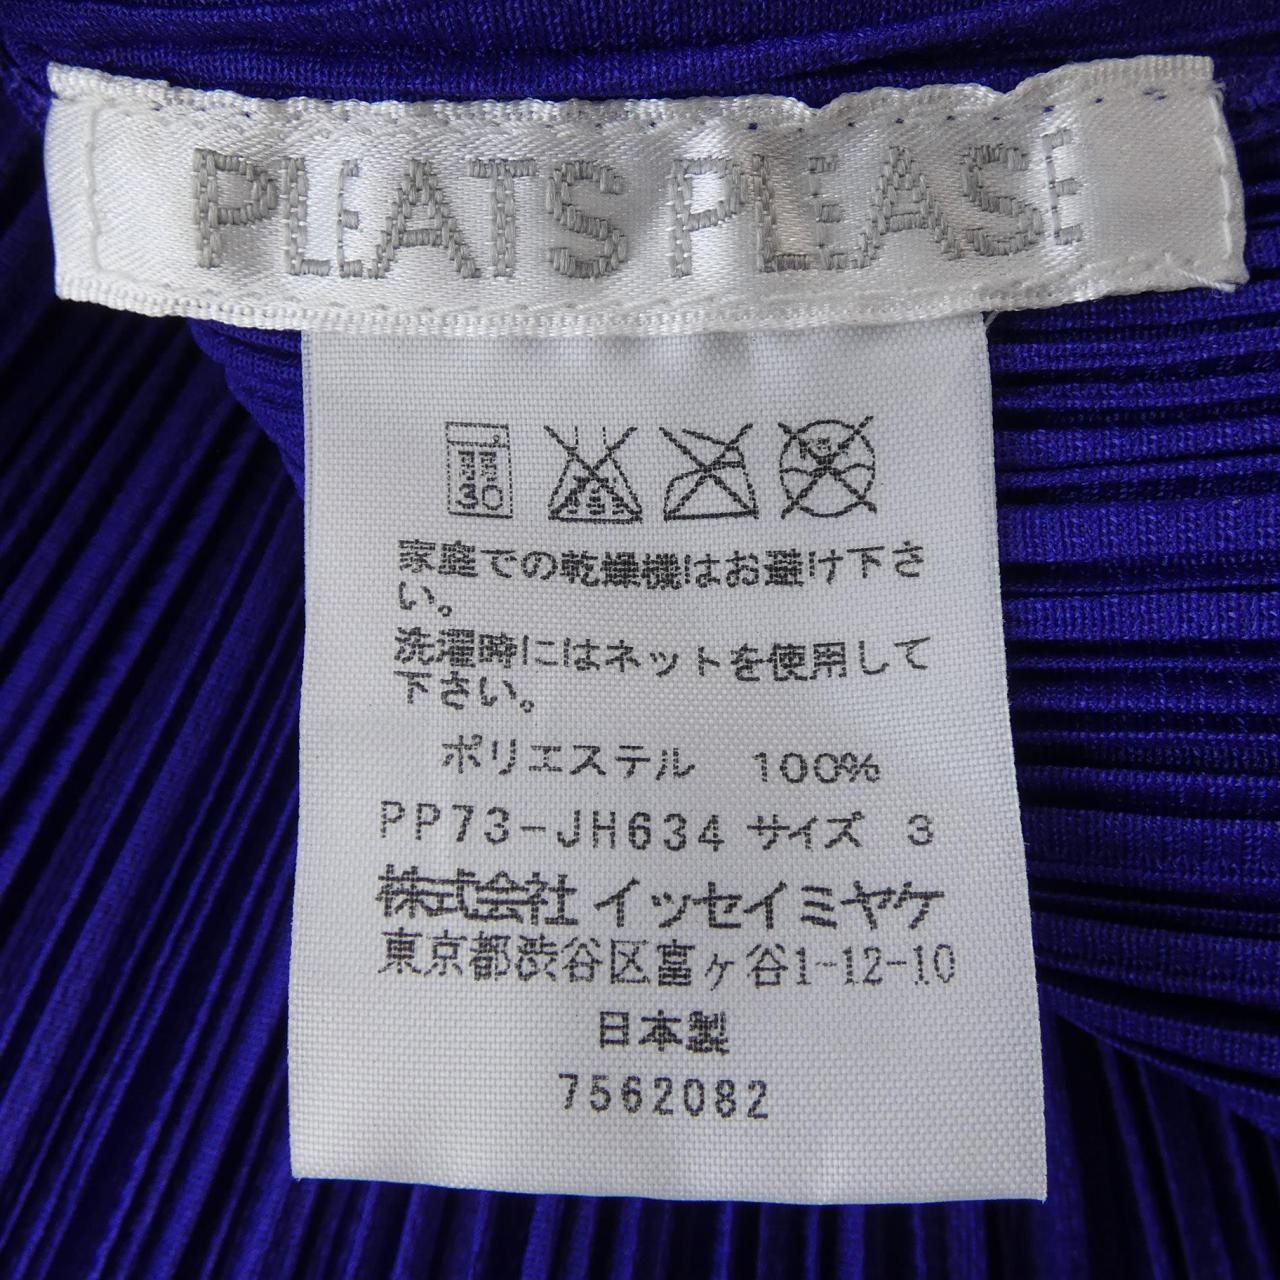 PLEATS PLEASE
30
家庭での乾燥機はお避け下さ
い。
洗濯時にはネットを使用して
下さい。
ポリエステル 100%
PP73-JH634 サイズ 3
株式会社 イッセイミヤケ
東京都渋谷区富ヶ谷1-12-10
日本製
7562082